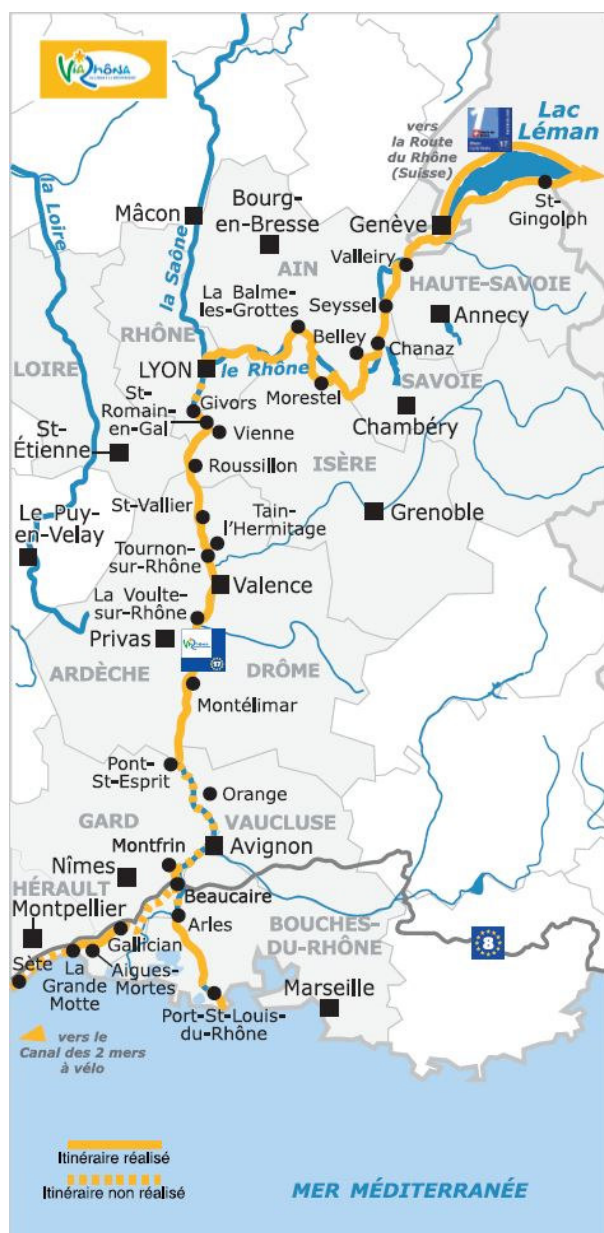 ViaRhôna
Lac
Léman
vers
la Route
du Rhône
(Suisse)
1
17
St-
Gingolph
la Loire
Mâcon
Bourg-
en-Bresse
Genève
la Saône
AIN
Valleiry
HAUTE-SAVOIE
La Balme-
les-Grottes
Seyssel
Annecy
RHÔNE
Belley
Chanaz
LOIRE
LYON
le Rhône
SAVOIE
Morestel
Chambéry
St-
Romain-
en-Gal
Givors
Vienne
St-
Étienne
ISÈRE
Roussillon
St-Vallier
Tain-
l'Hermitage
Grenoble
Le Puy-
en-Velay
Tournon-
sur-Rhône
Valence
La Voulte-
sur-Rhône
Privas
ViaRhôna
17
ARDÈCHE
DRÔME
Montélimar
Pont-
St-Esprit
Orange
GARD
VAUCLUSE
Montfrin
Avignon
Nîmes
HÉRAULT
Beaucaire
Montpellier
Arles
BOUCHES-
DU-RHÔNE
8
Gallician
Sète
La
Grande
Motte
Aigues-
Mortes
Marseille
Port-St-Louis-
du-Rhône
vers le
Canal des 2 mers
à vélo
Itinéraire réalisé
Itinéraire non réalisé
MER MÉDITERRANÉE